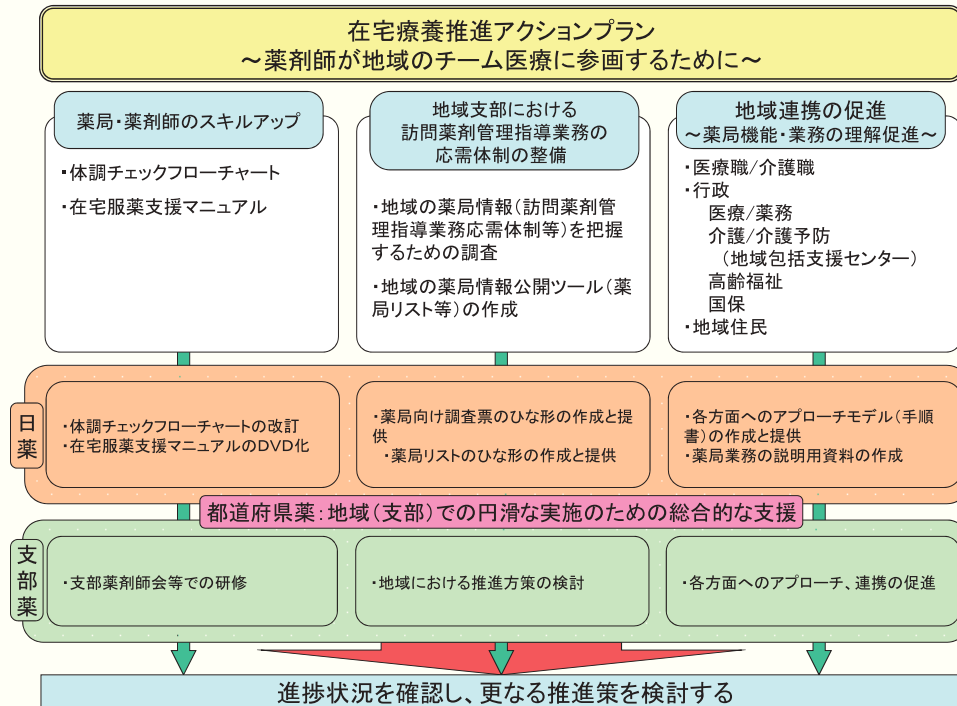 在宅療養推進アクションプラン
～薬剤師が地域のチーム医療に参画するために～
薬局・薬剤師のスキルアップ
・体調チェックフローチャート
・在宅服薬支援マニュアル
地域支部における
訪問薬剤管理指導業務の
応需体制の整備
・地域の薬局情報（訪問薬剤管
理指導業務応需体制等）を把握
するための調査
・地域の薬局情報公開ツール（薬
局リスト等）の作成
地域連携の促進
～薬局機能・業務の理解促進～
・医療職/介護職
・行政
医療/薬務
介護/介護予防
（地域包括支援センター）
高齢福祉
国保
・地域住民
日薬
・体調チェックフローチャートの改訂
・在宅服薬支援マニュアルのDVD化
・薬局向け調査票のひな形の作成と提
供
・薬局リストのひな形の作成と提供
・各方面へのアプローチモデル（手順
書）の作成と提供
・薬局業務の説明用資料の作成
都道府県薬：地域（支部）での円滑な実施のための総合的な支援
支部薬
・支部薬剤師会等での研修
・地域における推進方策の検討
・各方面へのアプローチ、連携の促進
進捗状況を確認し、更なる推進策を検討する